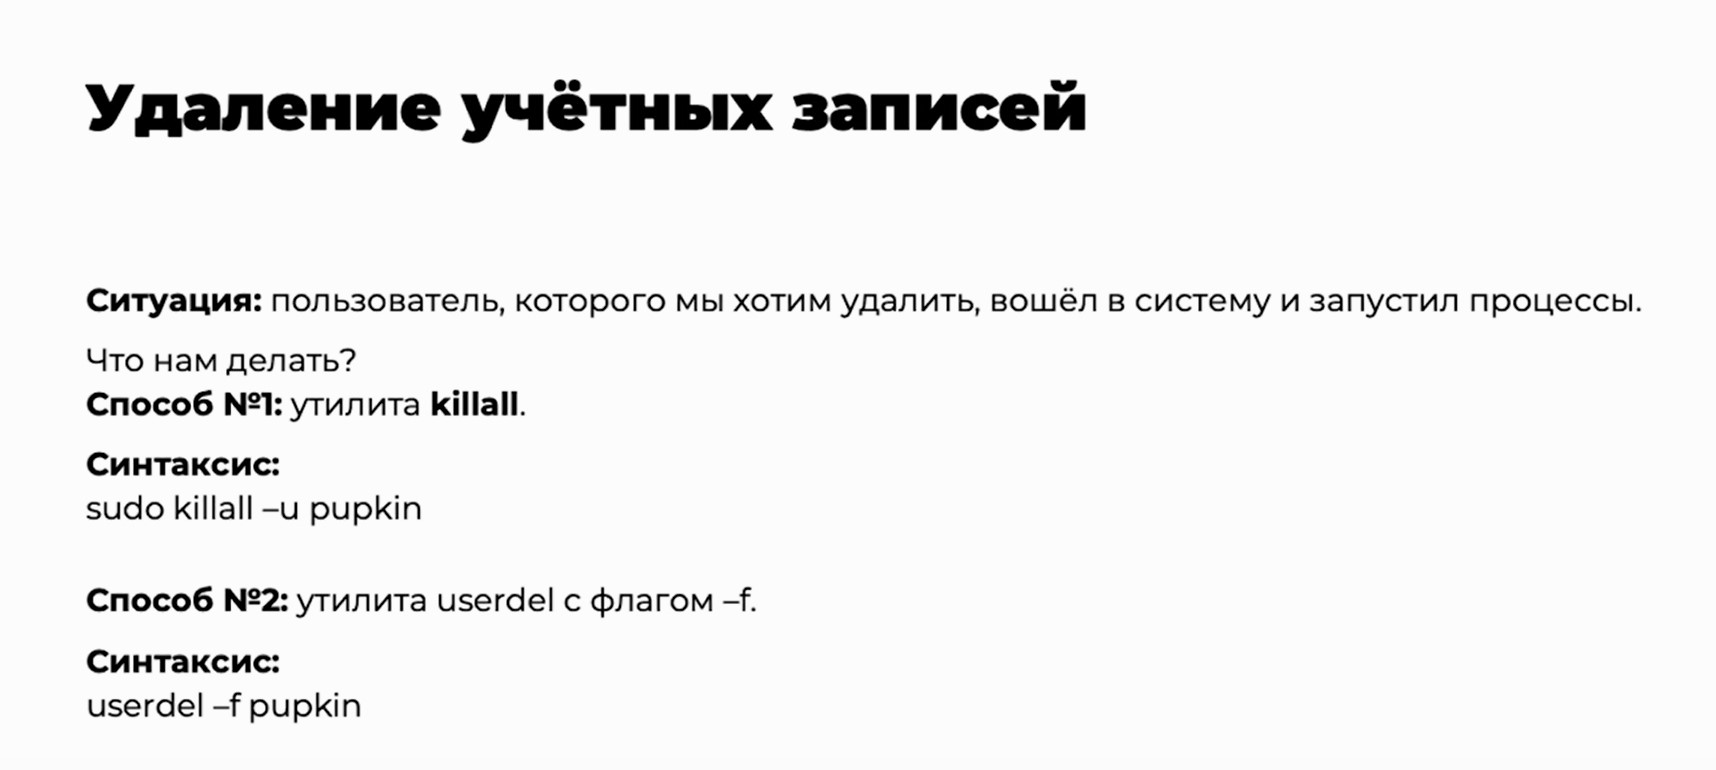 Удаление учётных записей
Ситуация: пользователь, которого мы хотим удалить, вошёл в систему и запустил процессы.
Что нам делать?
Способ №1: утилита killall.
Синтаксис:
sudo killall –u pupkin
Способ №2: утилита userdel с флагом –f.
Синтаксис:
userdel –f pupkin